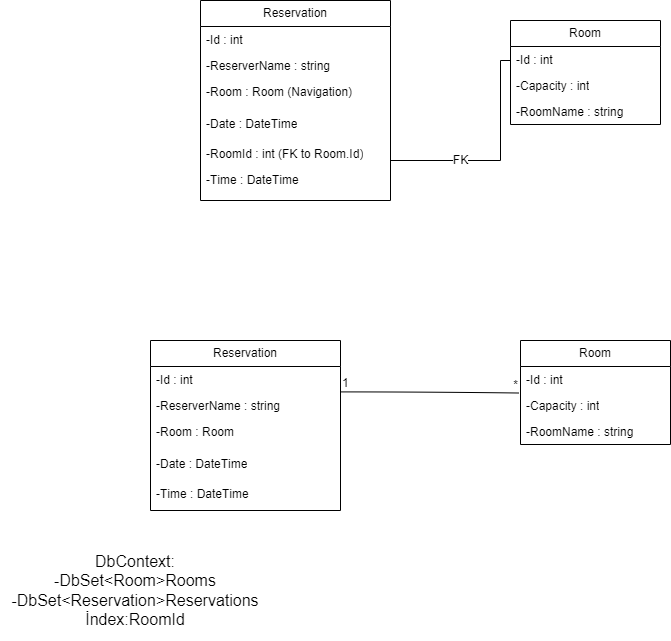 Reservation
-Id : int
-ReserverName : string
-Room : Room (Navigation)
-Date : DateTime
-RoomId : int (FK to Room.Id)
-Time : DateTime
FK
Room
-Id : int
-Capacity : int
-RoomName : string
Reservation
-Id : int
-ReserverName : string
-Room : Room
-Date : DateTime
-Time : DateTime
1
*
Room
-Id : int
-Capacity : int
-RoomName : string
DbContext:
-DbSet<Room>Rooms
-DbSet<Reservation>Reservations
İndex:RoomId